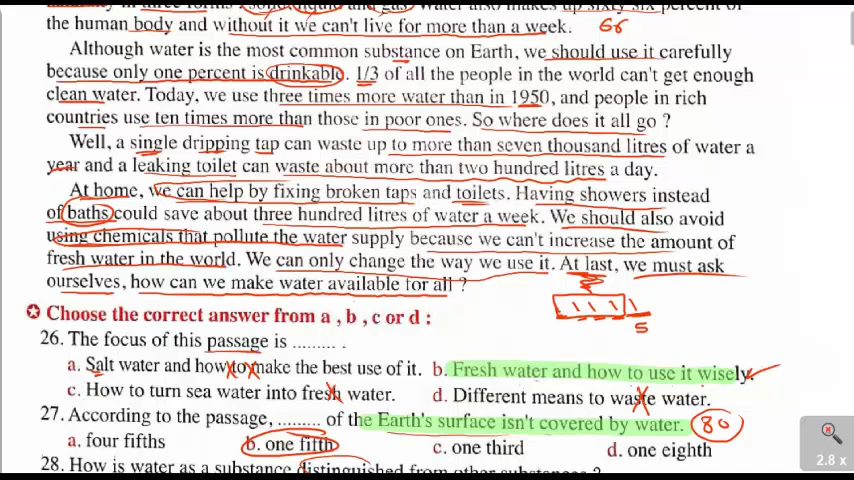 the human body and without it we can't live for more than a week. 66
Although water is the most common substance on Earth, we should use it carefully
because only one percent is drinkable. 1/3 of all the people in the world can't get enough
clean water. Today, we use three times more water than in 1950, and people in rich
countries use ten times more than those in poor ones. So where does it all go ?
Well, a single dripping tap can waste up to more than seven thousand litres of water a
year and a leaking toilet can waste about more than two hundred litres a day.
At home, we can help by fixing broken taps and toilets. Having showers instead
of baths could save about three hundred litres of water a week. We should also avoid
using chemicals that pollute the water supply because we can't increase the amount of
fresh water in the world. We can only change the way we use it. At last, we must ask
ourselves, how can we make water available for all ?
5
Choose the correct answer from a , b , c or d :
26. The focus of this passage is ......... .
a. Salt water and how to make the best use of it. b. Fresh water and how to use it wisely.
c. How to turn sea water into fresh water. d. Different means to waste water.
27. According to the passage, ......... of the Earth's surface isn't covered by water. 80
a. four fifths b. one fifth c. one third d. one eighth
28. How is water as a substance distinguished from other substances ?
2.8 x